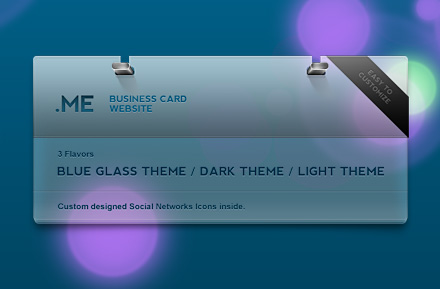 .ME
BUSINESS CARD
WEBSITE
EASY TO
CUSTOMIZE
3 Flavors
BLUE GLASS THEME / DARK THEME / LIGHT THEME
Custom designed Social Networks Icons inside.